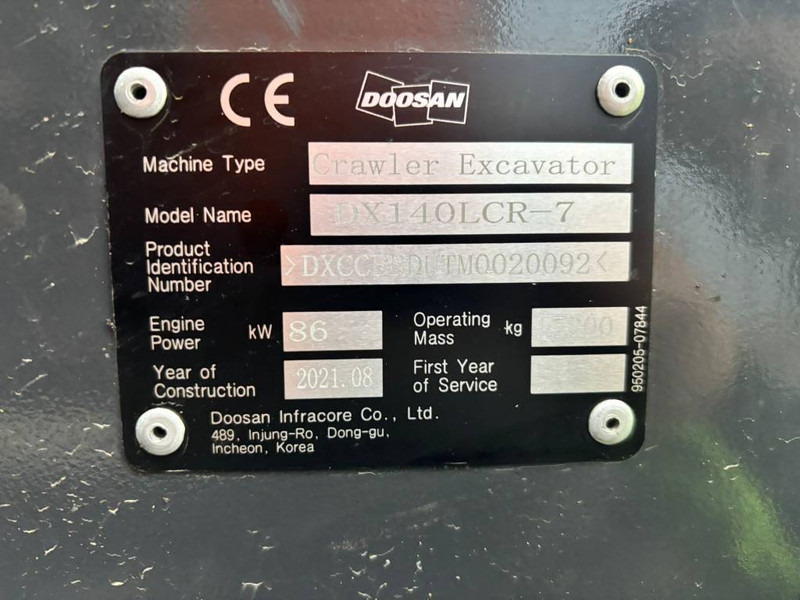 CE DOOSAN
Machine Type Crawler Excavator
Model Name DX140LCR-7
Product
Identification
Number
Engine
Power kW 86
Operating
Mass kg
Year of
Construction 2021.08
First Year
of Service
950205-07844
Doosan Infracore Co., Ltd.
489, Injung-Ro, Dong-gu,
Incheon, Korea